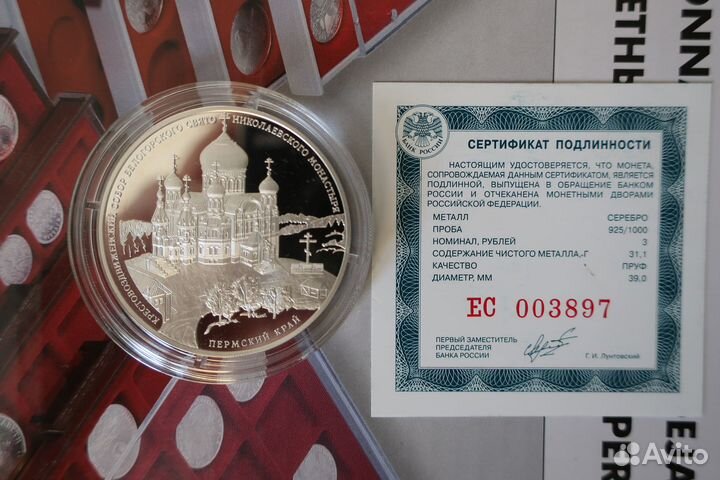 КРЕСТОВОЗДВИЖЕНСКИЙ СОБОР БЕЛОГОРСКОГО СВЯТО-НИКОЛАЕВСКОГО МОНАСТЫРЯ
ПЕРМСКИЙ КРАЙ
БАНК РОССИИ
СЕРТИФИКАТ ПОДЛИННОСТИ
НАСТОЯЩИМ УДОСТОВЕРЯЕТСЯ, ЧТО МОНЕТА,
СОПРОВОЖДАЕМАЯ ДАННЫМ СЕРТИФИКАТОМ, ЯВЛЯЕТСЯ
ПОДЛИННОЙ, ВЫПУЩЕНА В ОБРАЩЕНИЕ БАНКОМ
РОССИИ И ОТЧЕКАНЕНА МОНЕТНЫМИ ДВОРАМИ
РОССИЙСКОЙ ФЕДЕРАЦИИ.
МЕТАЛЛ СЕРЕБРО
ПРОБА 925/1000
НОМИНАЛ, РУБЛЕЙ 3
СОДЕРЖАНИЕ ЧИСТОГО МЕТАЛЛА, Г 31,1
КАЧЕСТВО ПРУФ
ДИАМЕТР, ММ 39,0
ЕС 003897
ПЕРВЫЙ ЗАМЕСТИТЕЛЬ
ПРЕДСЕДАТЕЛЯ
БАНКА РОССИИ
Г. И. Лунтовский
Avito